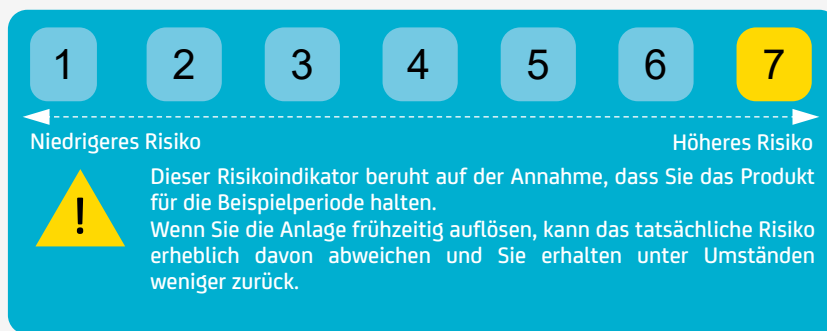 1 2 3 4 5 6 7
Niedrigeres Risiko Höheres Risiko
Dieser Risikoindikator beruht auf der Annahme, dass Sie das Produkt
für die Beispielperiode halten.
Wenn Sie die Anlage frühzeitig auflösen, kann das tatsächliche Risiko
erheblich davon abweichen und Sie erhalten unter Umständen
weniger zurück.
!